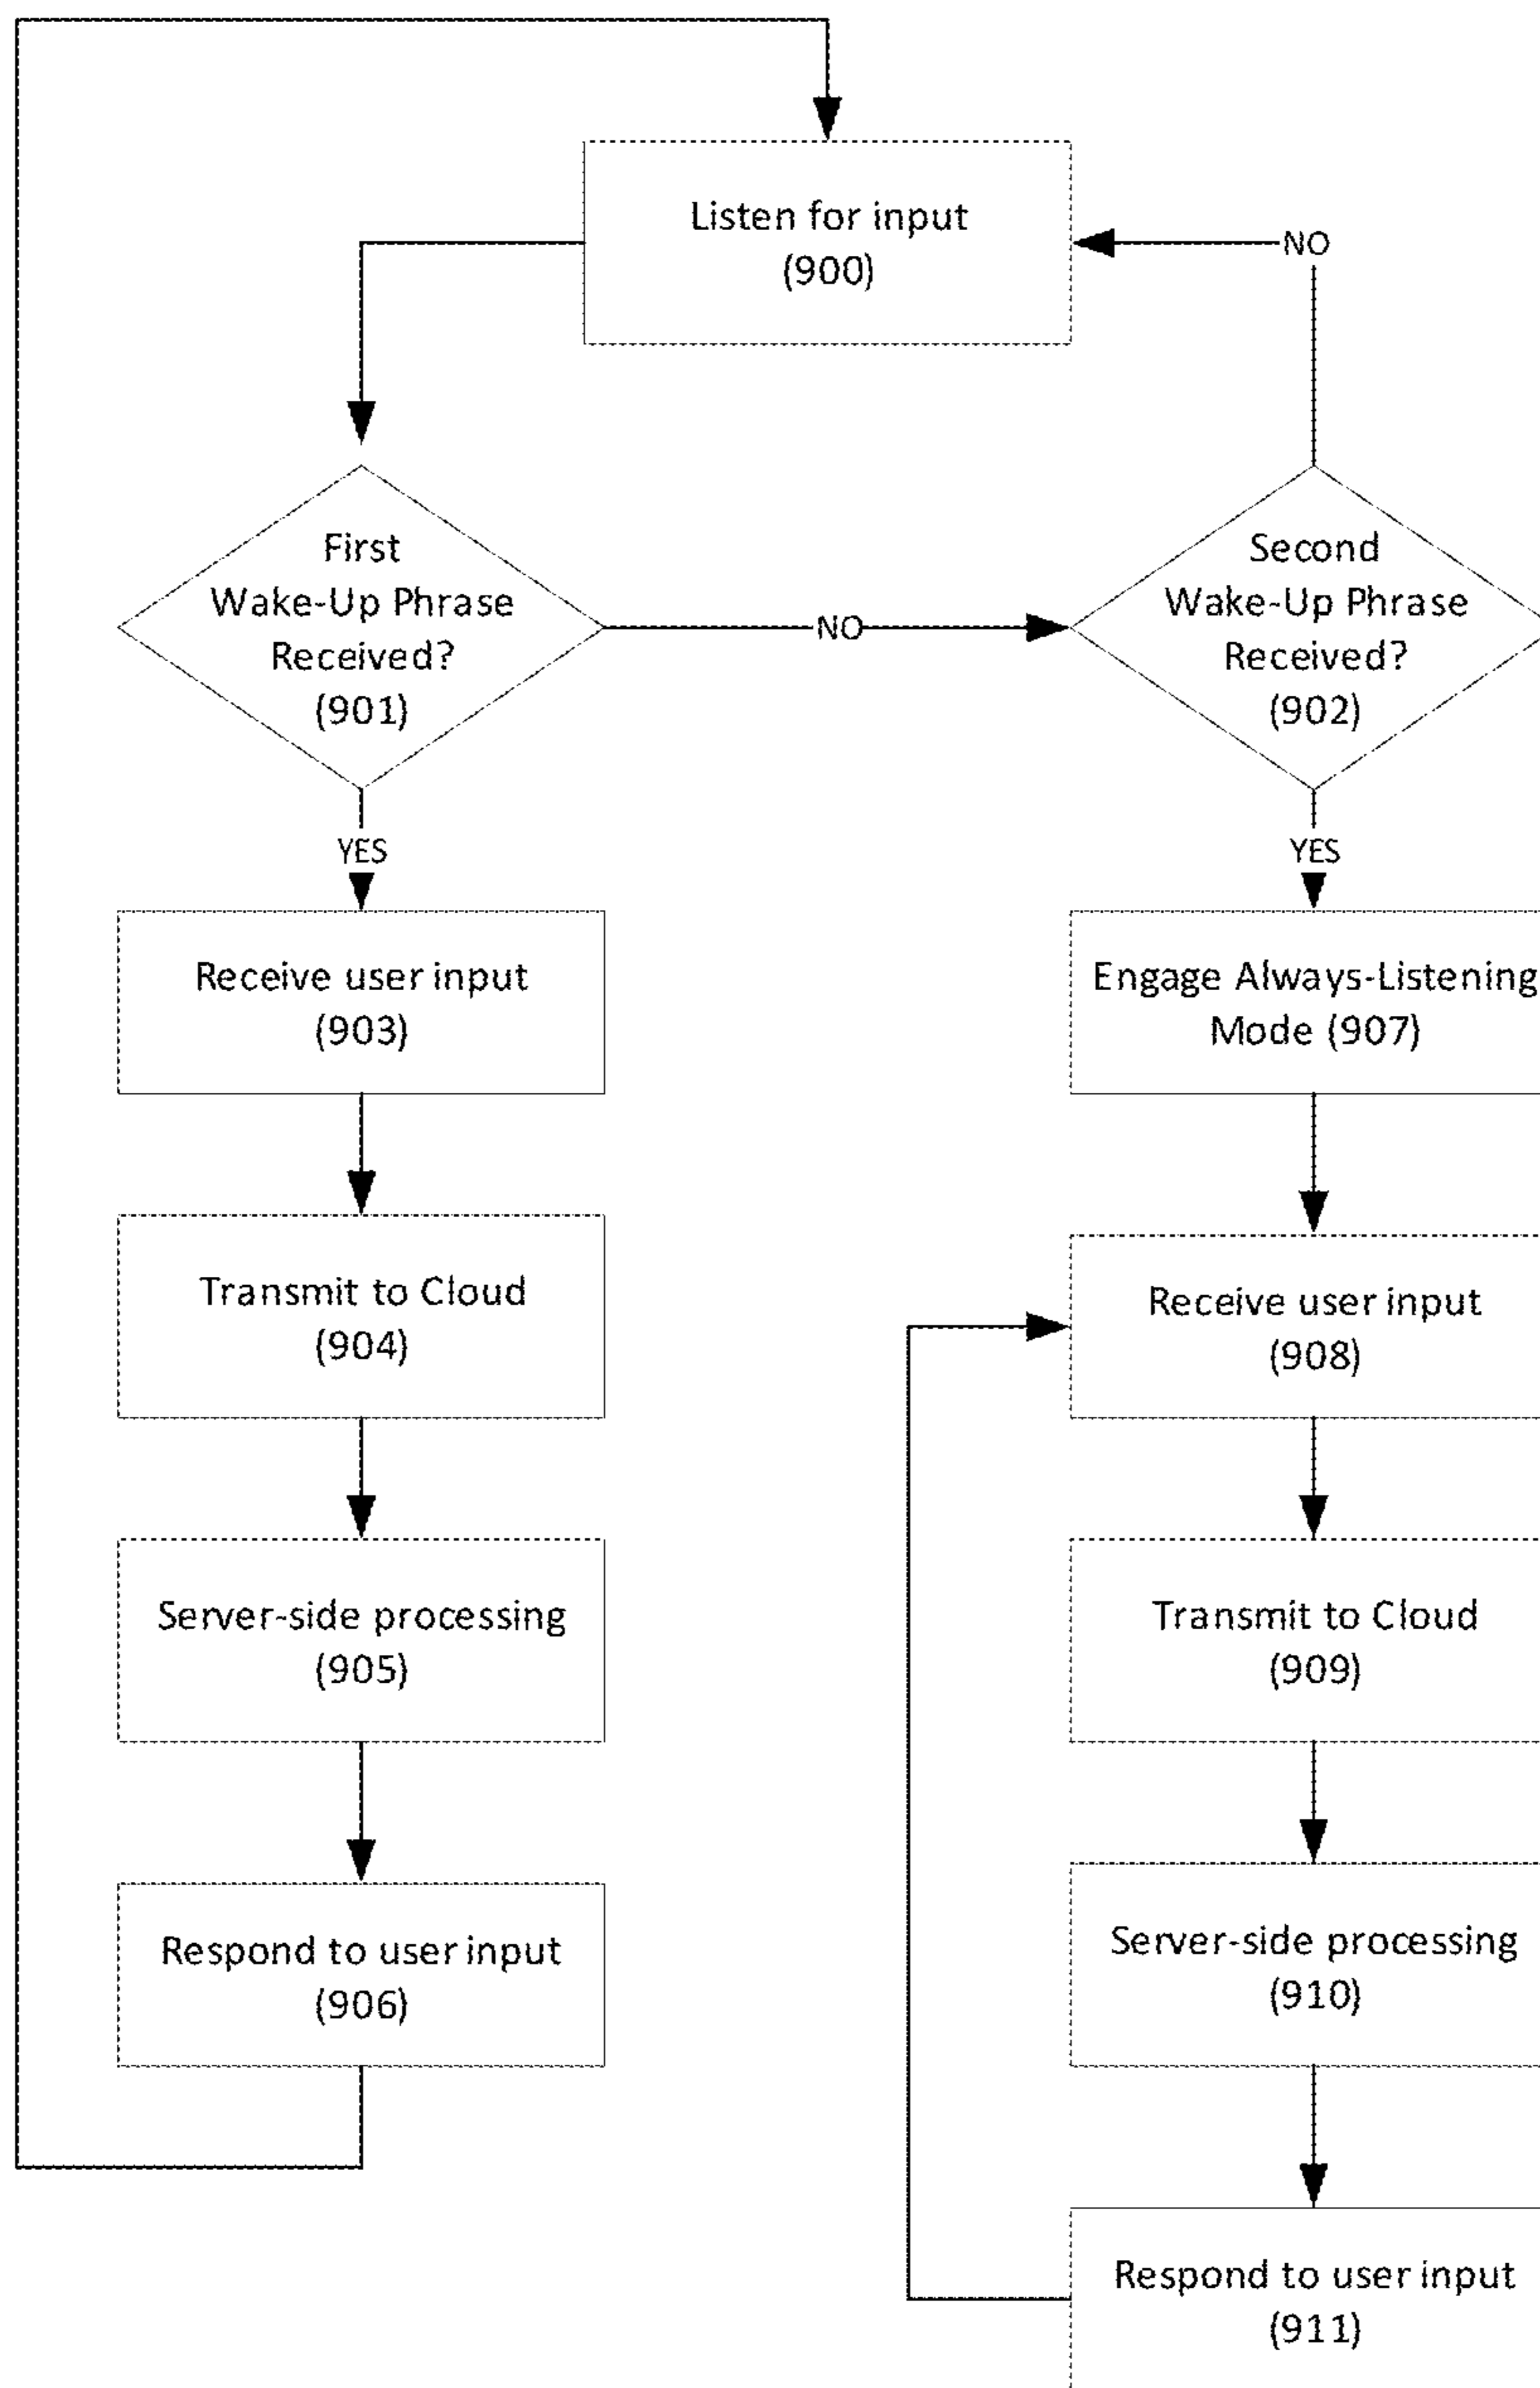 Listen for input
(900)
NO
First
Wake-Up Phrase
Received?
(901)
NO
Second
Wake-Up Phrase
Received?
(902)
YES
YES
Receive user input
(903)
Engage Always-Listening
Mode (907)
Transmit to Cloud
(904)
Receive user input
(908)
Server-side processing
(905)
Transmit to Cloud
(909)
Respond to user input
(906)
Server-side processing
(910)
Respond to user input
(911)